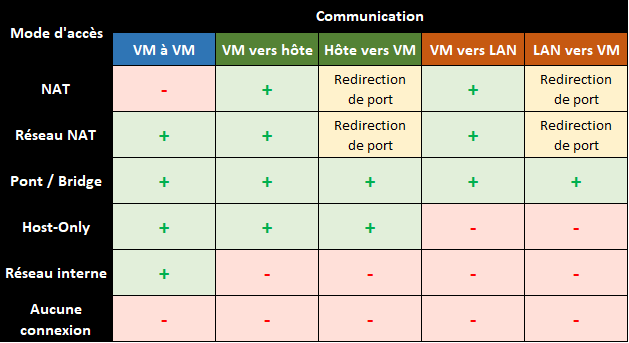 Communication
Mode d'accès
VM à VM VM vers hôte Hôte vers VM VM vers LAN LAN vers VM
NAT - + Redirection de port + Redirection de port
Réseau NAT + + Redirection de port + Redirection de port
Pont / Bridge + + + + +
Host-Only + + + - -
Réseau interne + - - - -
Aucune connexion - - - - -